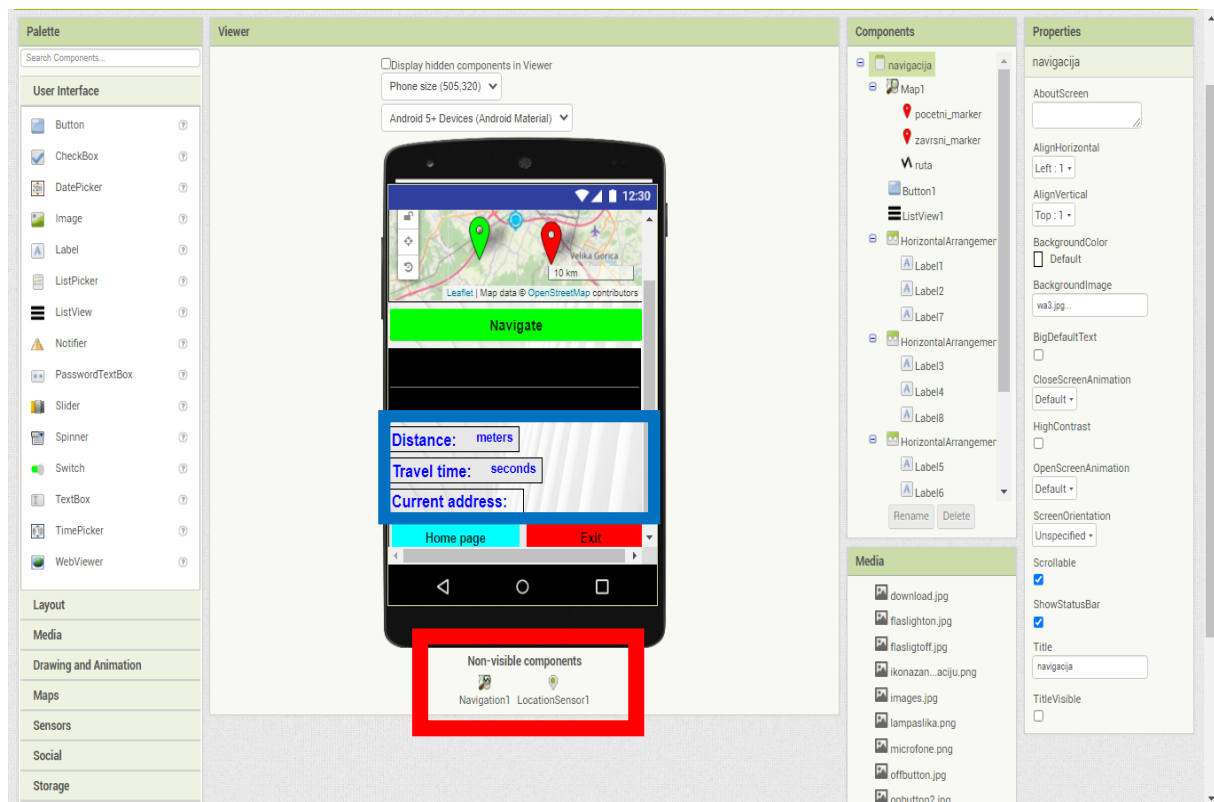 Palette
Search Components...
User Interface
Button
CheckBox
DatePicker
Image
Label
ListPicker
ListView
Notifier
PasswordTextBox
Slider
Spinner
Switch
TextBox
TimePicker
WebViewer
Layout
Media
Drawing and Animation
Maps
Sensors
Social
Storage
Viewer
Display hidden components in Viewer
Phone size (505,320)
Android 5+ Devices (Android Material)
12:30
Velika Gorica
10 km
Leaflet | Map data © OpenStreetMap contributors
Navigate
Distance: meters
Travel time: seconds
Current address:
Home page Exit
Non-visible components
Navigation1 LocationSensor1
Components
navigacija
Map1
pocetni_marker
zavrsni_marker
ruta
Button1
ListView1
HorizontalArrangemer
Label1
Label2
Label7
HorizontalArrangemer
Label3
Label4
Label8
HorizontalArrangemer
Label5
Label6
Rename Delete
Media
download.jpg
flaslighton.jpg
flasligtoff.jpg
ikonazan...aciju.png
images.jpg
lampaslika.png
microfone.png
offbutton.jpg
Properties
navigacija
AboutScreen
AlignHorizontal
Left : 1
AlignVertical
Top : 1
BackgroundColor
Default
BackgroundImage
wa3.jpg...
BigDefaultText
CloseScreenAnimation
Default
HighContrast
OpenScreenAnimation
Default
ScreenOrientation
Unspecified
Scrollable
ShowStatusBar
Title
navigacija
TitleVisible